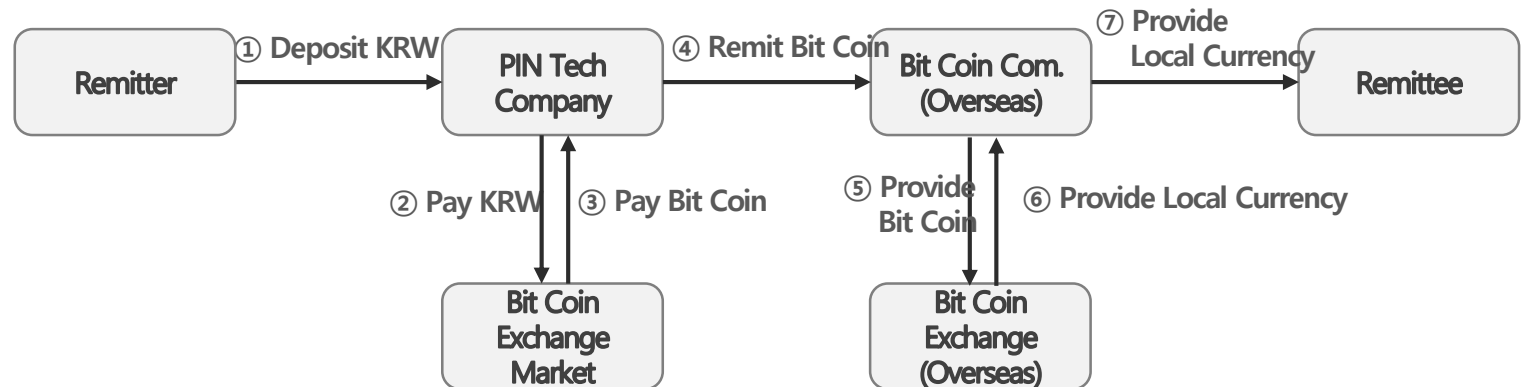 ① Deposit KRW
④ Remit Bit Coin
⑦ Provide
Local Currency
Remitter
PIN Tech
Company
Bit Coin Com.
(Overseas)
Remittee
② Pay KRW
③ Pay Bit Coin
⑤ Provide
Bit Coin
⑥ Provide Local Currency
Bit Coin
Exchange
Market
Bit Coin
Exchange
(Overseas)